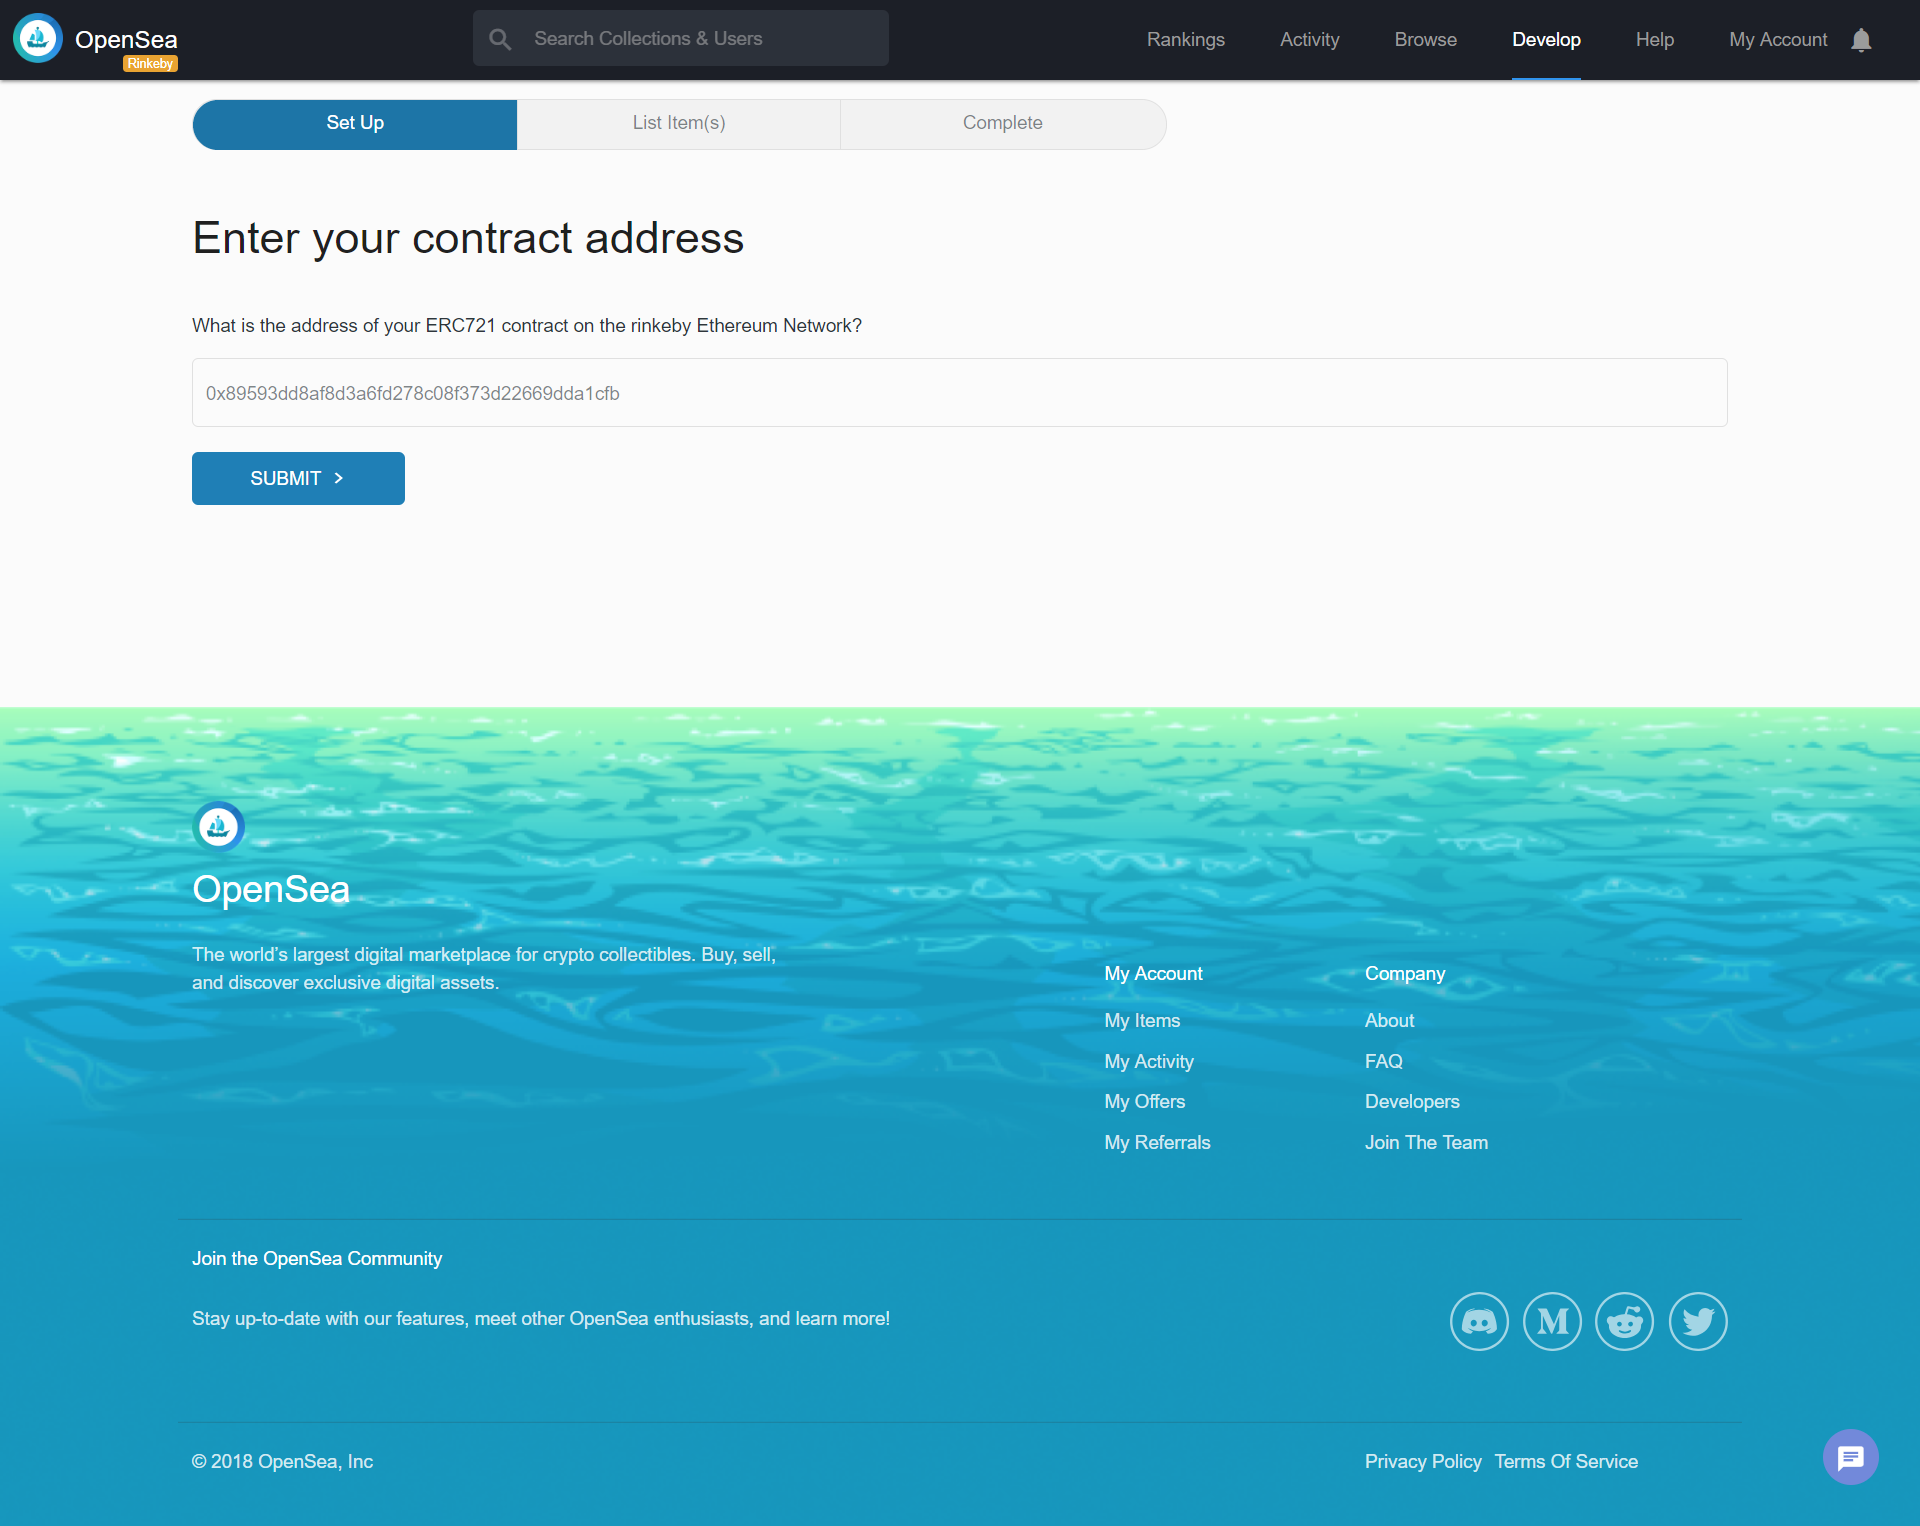 OpenSea
Rinkeby
Search Collections & Users
Rankings
Activity
Browse
Develop
Help
My Account
Set Up
List Item(s)
Complete
Enter your contract address
What is the address of your ERC721 contract on the rinkeby Ethereum Network?
0x89593dd8af8d3a6fd278c08f373d22669dda1cfb
SUBMIT
OpenSea
The world’s largest digital marketplace for crypto collectibles. Buy, sell,
and discover exclusive digital assets.
My Account
My Items
My Activity
My Offers
My Referrals
Company
About
FAQ
Developers
Join The Team
Join the OpenSea Community
Stay up-to-date with our features, meet other OpenSea enthusiasts, and learn more!
© 2018 OpenSea, Inc
Privacy Policy
Terms Of Service